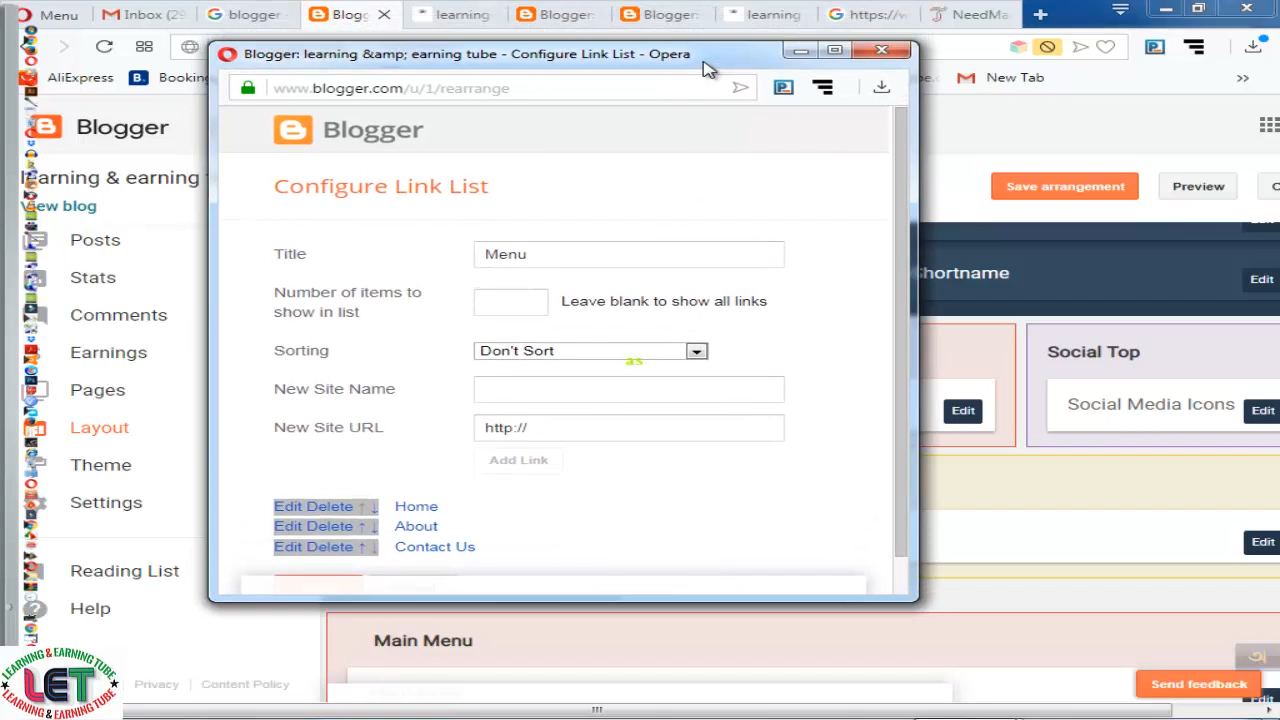 Menu
Inbox (29
blogger
Blogg
learning
Blogger:
Blogger:
learning
https://w
NeedMa
Blogger: learning &amp; earning tube - Configure Link List - Opera
AliExpress
B.
Booking
New Tab
www.blogger.com/u/1/rearrange
Blogger
Blogger
learning & earning
View blog
Configure Link List
Save arrangement
Preview
Posts
Stats
Comments
Earnings
Pages
Layout
Theme
Settings
Reading List
Help
Privacy
Content Policy
Title
Menu
Number of items to
show in list
Leave blank to show all links
Sorting
Don't Sort
as
New Site Name
New Site URL
http://
Add Link
Edit Delete ↑ ↓ Home
Edit Delete ↑ ↓ About
Edit Delete ↑ ↓ Contact Us
Shortname
Edit
Social Top
Edit
Social Media Icons
Edit
Edit
Main Menu
Send feedback
Edit
LEARNING & EARNING TUBE
LET
LEARNING & EARNING TUBE